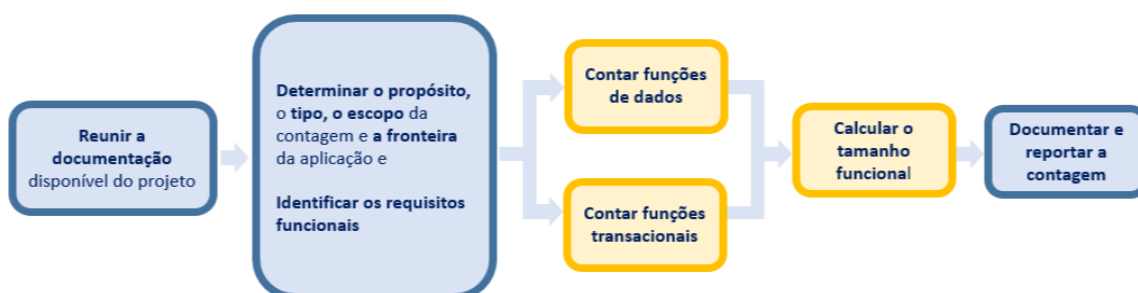 Reunir a
documentação
disponível do projeto
Determinar o propósito,
o tipo, o escopo da
contagem e a fronteira
da aplicação e
Identificar os requisitos
funcionais
Contar funções
de dados
Contar funções
transacionais
Calcular o
tamanho
funcional
Documentar e
reportar a
contagem